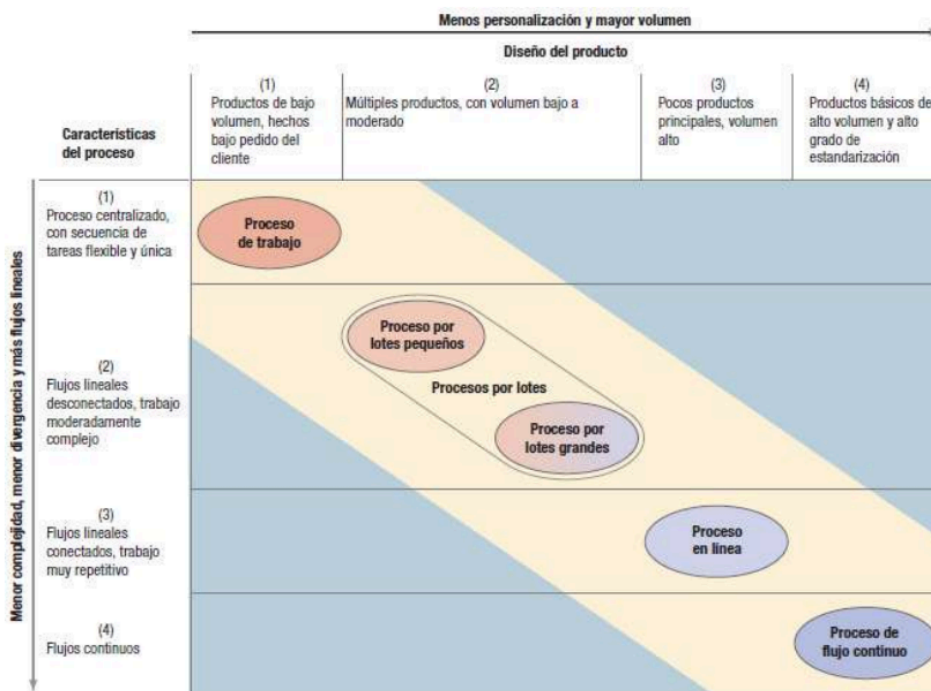 Menos personalización y mayor volumen
Diseño del producto
Características
del proceso
(1)
Productos de bajo
volumen, hechos
bajo pedido del
cliente
(2)
Múltiples productos, con volumen bajo a
moderado
(3)
Pocos productos
principales, volumen
alto
(4)
Productos básicos de
alto volumen y alto
grado de
estandarización
Menor complejidad, menor divergencia y más flujos lineales
(1)
Proceso centralizado,
con secuencia de
tareas flexible y única
Proceso
de trabajo
(2)
Flujos lineales
desconectados, trabajo
moderadamente
complejo
Proceso por
lotes pequeños
Procesos por lotes
Proceso por
lotes grandes
(3)
Flujos lineales
conectados, trabajo
muy repetitivo
Proceso
en línea
(4)
Flujos continuos
Proceso de
flujo continuo